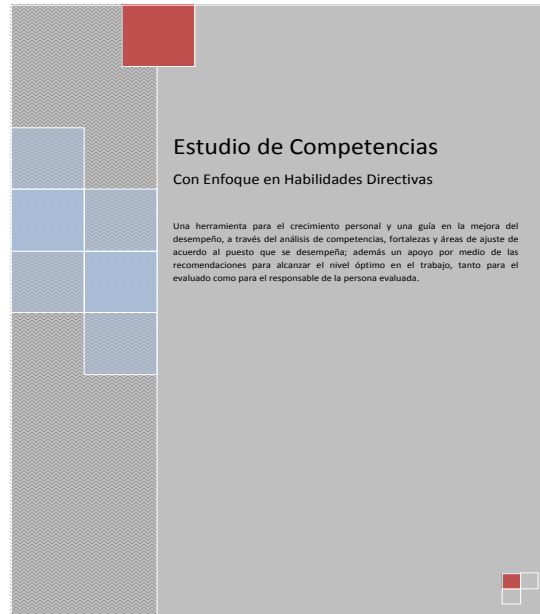 Estudio de Competencias
Con Enfoque en Habilidades Directivas
Una herramienta para el crecimiento personal y una guía en la mejora del
desempeño, a través del análisis de competencias, fortalezas y áreas de ajuste de
acuerdo al puesto que se desempeña; además un apoyo por medio de las
recomendaciones para alcanzar el nivel óptimo en el trabajo, tanto para el
evaluado como para el responsable de la persona evaluada.